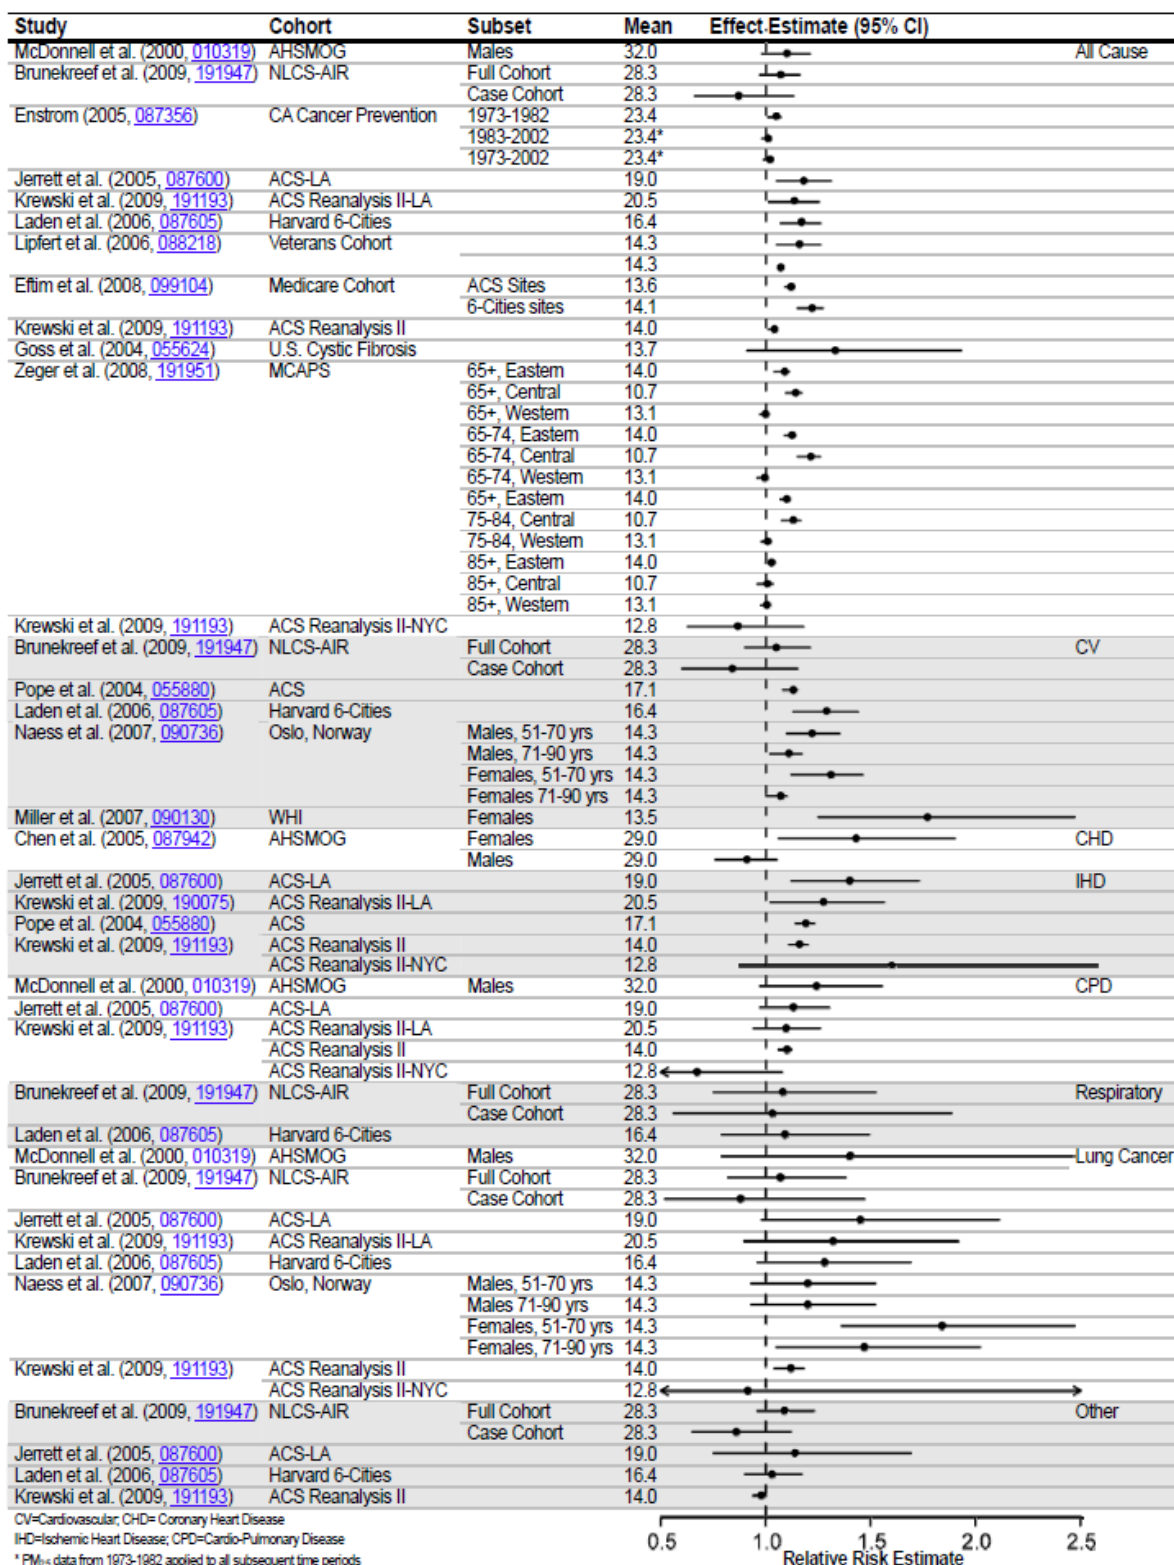 Study Cohort Subset Mean Effect Estimate (95% CI)
McDonnell et al. (2000, 010319) AHSMOG Males 32.0 All Cause
Brunekreef et al. (2009, 191947) NLCS-AIR Full Cohort 28.3
Case Cohort 28.3
Enstrom (2005, 087356) CA Cancer Prevention 1973-1982 23.4
1983-2002 23.4*
1973-2002 23.4*
Jerrett et al. (2005, 087600) ACS-LA 19.0
Krewski et al. (2009, 191193) ACS Reanalysis II-LA 20.5
Laden et al. (2006, 087605) Harvard 6-Cities 16.4
Lipfert et al. (2006, 088218) Veterans Cohort 14.3
14.3
Eftim et al. (2008, 099104) Medicare Cohort ACS Sites 13.6
6-Cities sites 14.1
Krewski et al. (2009, 191193) ACS Reanalysis II 14.0
Goss et al. (2004, 055624) U.S. Cystic Fibrosis 13.7
Zeger et al. (2008, 191951) MCAPS 65+, Eastern 14.0
65+, Central 10.7
65+, Western 13.1
65-74, Eastern 14.0
65-74, Central 10.7
65-74, Western 13.1
65+, Eastern 14.0
75-84, Central 10.7
75-84, Western 13.1
85+, Eastern 14.0
85+, Central 10.7
85+, Western 13.1
Krewski et al. (2009, 191193) ACS Reanalysis II-NYC 12.8
Brunekreef et al. (2009, 191947) NLCS-AIR Full Cohort 28.3 CV
Case Cohort 28.3
Pope et al. (2004, 055880) ACS 17.1
Laden et al. (2006, 087605) Harvard 6-Cities 16.4
Naess et al. (2007, 090736) Oslo, Norway Males, 51-70 yrs 14.3
Males, 71-90 yrs 14.3
Females, 51-70 yrs 14.3
Females 71-90 yrs 14.3
Miller et al. (2007, 090130) WHI Females 13.5
Chen et al. (2005, 087942) AHSMOG Females 29.0 CHD
Males 29.0
Jerrett et al. (2005, 087600) ACS-LA 19.0 IHD
Krewski et al. (2009, 190075) ACS Reanalysis II-LA 20.5
Pope et al. (2004, 055880) ACS 17.1
Krewski et al. (2009, 191193) ACS Reanalysis II 14.0
ACS Reanalysis II-NYC 12.8
McDonnell et al. (2000, 010319) AHSMOG Males 32.0 CPD
Jerrett et al. (2005, 087600) ACS-LA 19.0
Krewski et al. (2009, 191193) ACS Reanalysis II-LA 20.5
ACS Reanalysis II 14.0
ACS Reanalysis II-NYC 12.8
Brunekreef et al. (2009, 191947) NLCS-AIR Full Cohort 28.3 Respiratory
Case Cohort 28.3
Laden et al. (2006, 087605) Harvard 6-Cities 16.4
McDonnell et al. (2000, 010319) AHSMOG Males 32.0 Lung Cancer
Brunekreef et al. (2009, 191947) NLCS-AIR Full Cohort 28.3
Case Cohort 28.3
Jerrett et al. (2005, 087600) ACS-LA 19.0
Krewski et al. (2009, 191193) ACS Reanalysis II-LA 20.5
Laden et al. (2006, 087605) Harvard 6-Cities 16.4
Naess et al. (2007, 090736) Oslo, Norway Males, 51-70 yrs 14.3
Males 71-90 yrs 14.3
Females, 51-70 yrs 14.3
Females, 71-90 yrs 14.3
Krewski et al. (2009, 191193) ACS Reanalysis II 14.0
ACS Reanalysis II-NYC 12.8
Brunekreef et al. (2009, 191947) NLCS-AIR Full Cohort 28.3 Other
Case Cohort 28.3
Jerrett et al. (2005, 087600) ACS-LA 19.0
Laden et al. (2006, 087605) Harvard 6-Cities 16.4
Krewski et al. (2009, 191193) ACS Reanalysis II 14.0
CV=Cardiovascular; CHD= Coronary Heart Disease
IHD=Ischemic Heart Disease; CPD=Cardio-Pulmonary Disease
0.5 1.0 1.5 2.0 2.5
* PM2.5 data from 1973-1982 applied to all subsequent time periods
Relative Risk Estimate